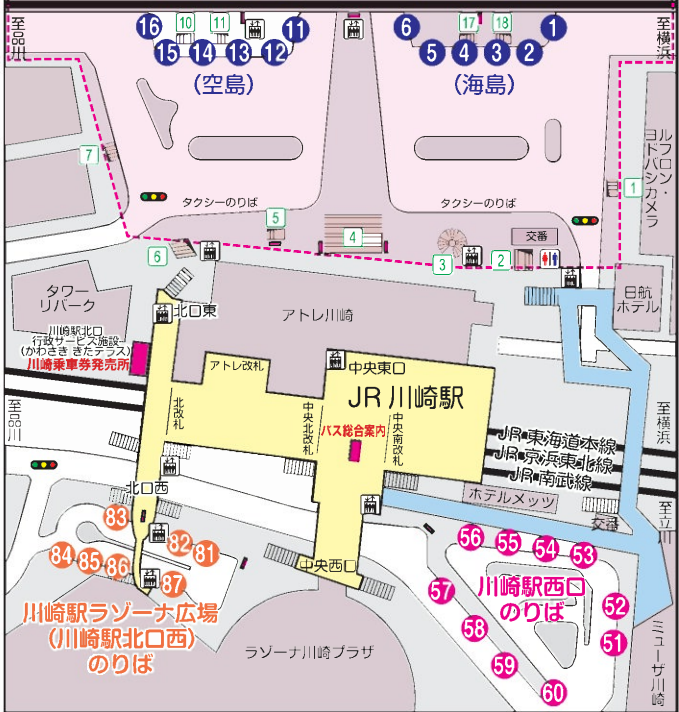 至品川
16
10
11
11
15
14
13
12
(空島)
6
17
18
1
5
4
3
2
(海島)
至横浜
ルフロン・
ヨドバシカメラ
7
1
タクシーのりば
タクシーのりば
5
4
6
3
2
交番
タワー
リバーク
北口東
アトレ川崎
日航
ホテル
川崎駅北口
行政サービス施設
(かわさき きたテラス)
川崎乗車券発売所
アトレ改札
中央東口
JR 川崎駅
北改札
中央北改札
バス総合案内
中央南改札
至品川
至横浜
JR 東海道本線
JR 京浜東北線
JR 南武線
ホテルメッツ
至立川
交番
北口西
83
82
81
84
85
86
87
中央西口
56
55
54
53
57
52
58
51
59
60
川崎駅西口
のりば
川崎駅ラゾーナ広場
(川崎駅北口西)
のりば
ラゾーナ川崎プラザ
ミューザ川崎